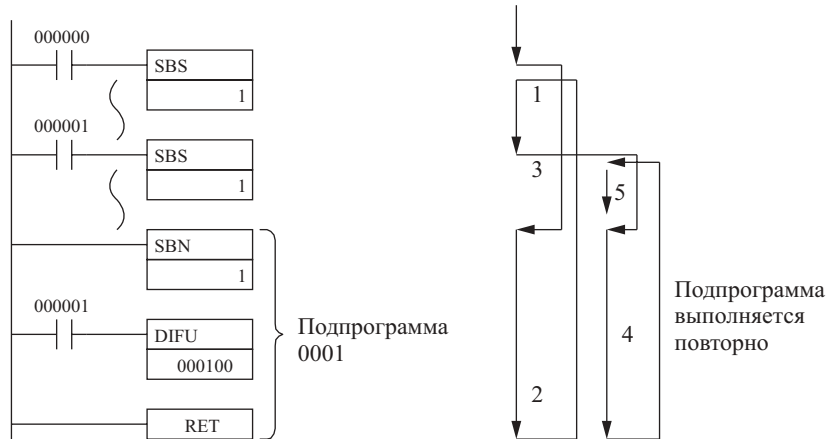 000000
SBS
1
000001
SBS
1
SBN
1
000001
DIFU
000100
RET
Подпрограмма
0001
1
3
5
4
2
Подпрограмма
выполняется
повторно